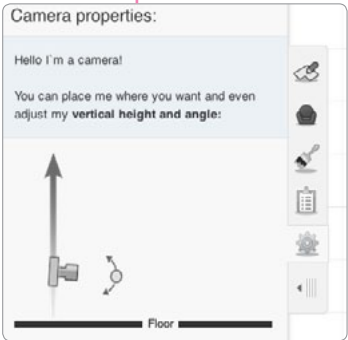 Camera properties:
Hello I`m a camera!
You can place me where you want and even
adjust my vertical height and angle:
Floor